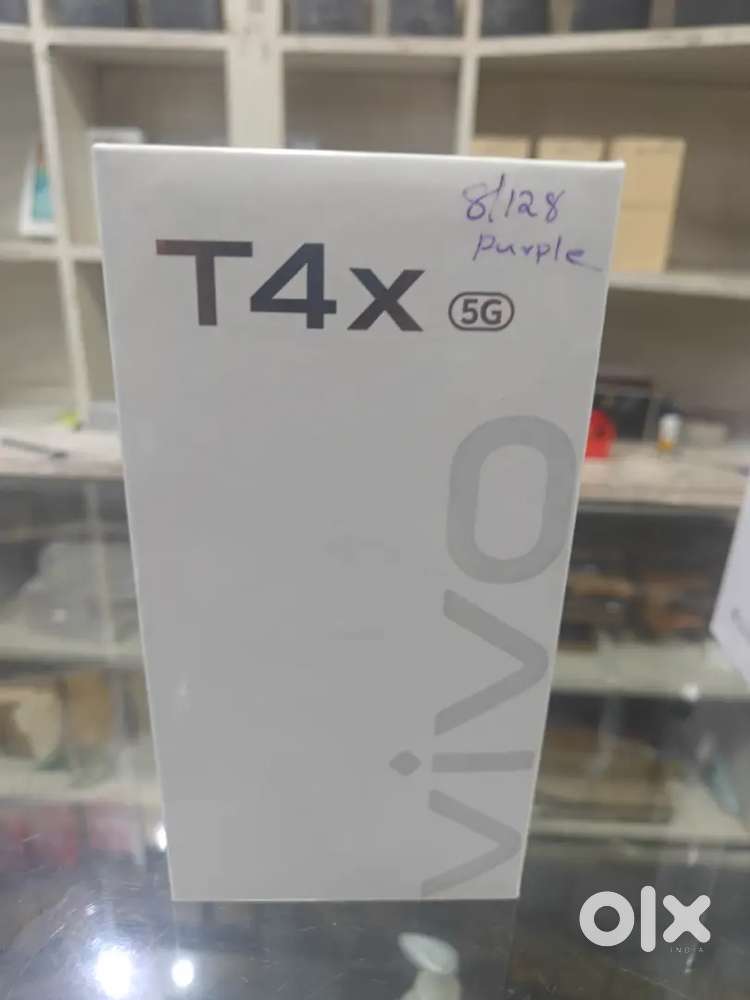 8/128
Purple
T4x 5G
vivo
olx
INDIA